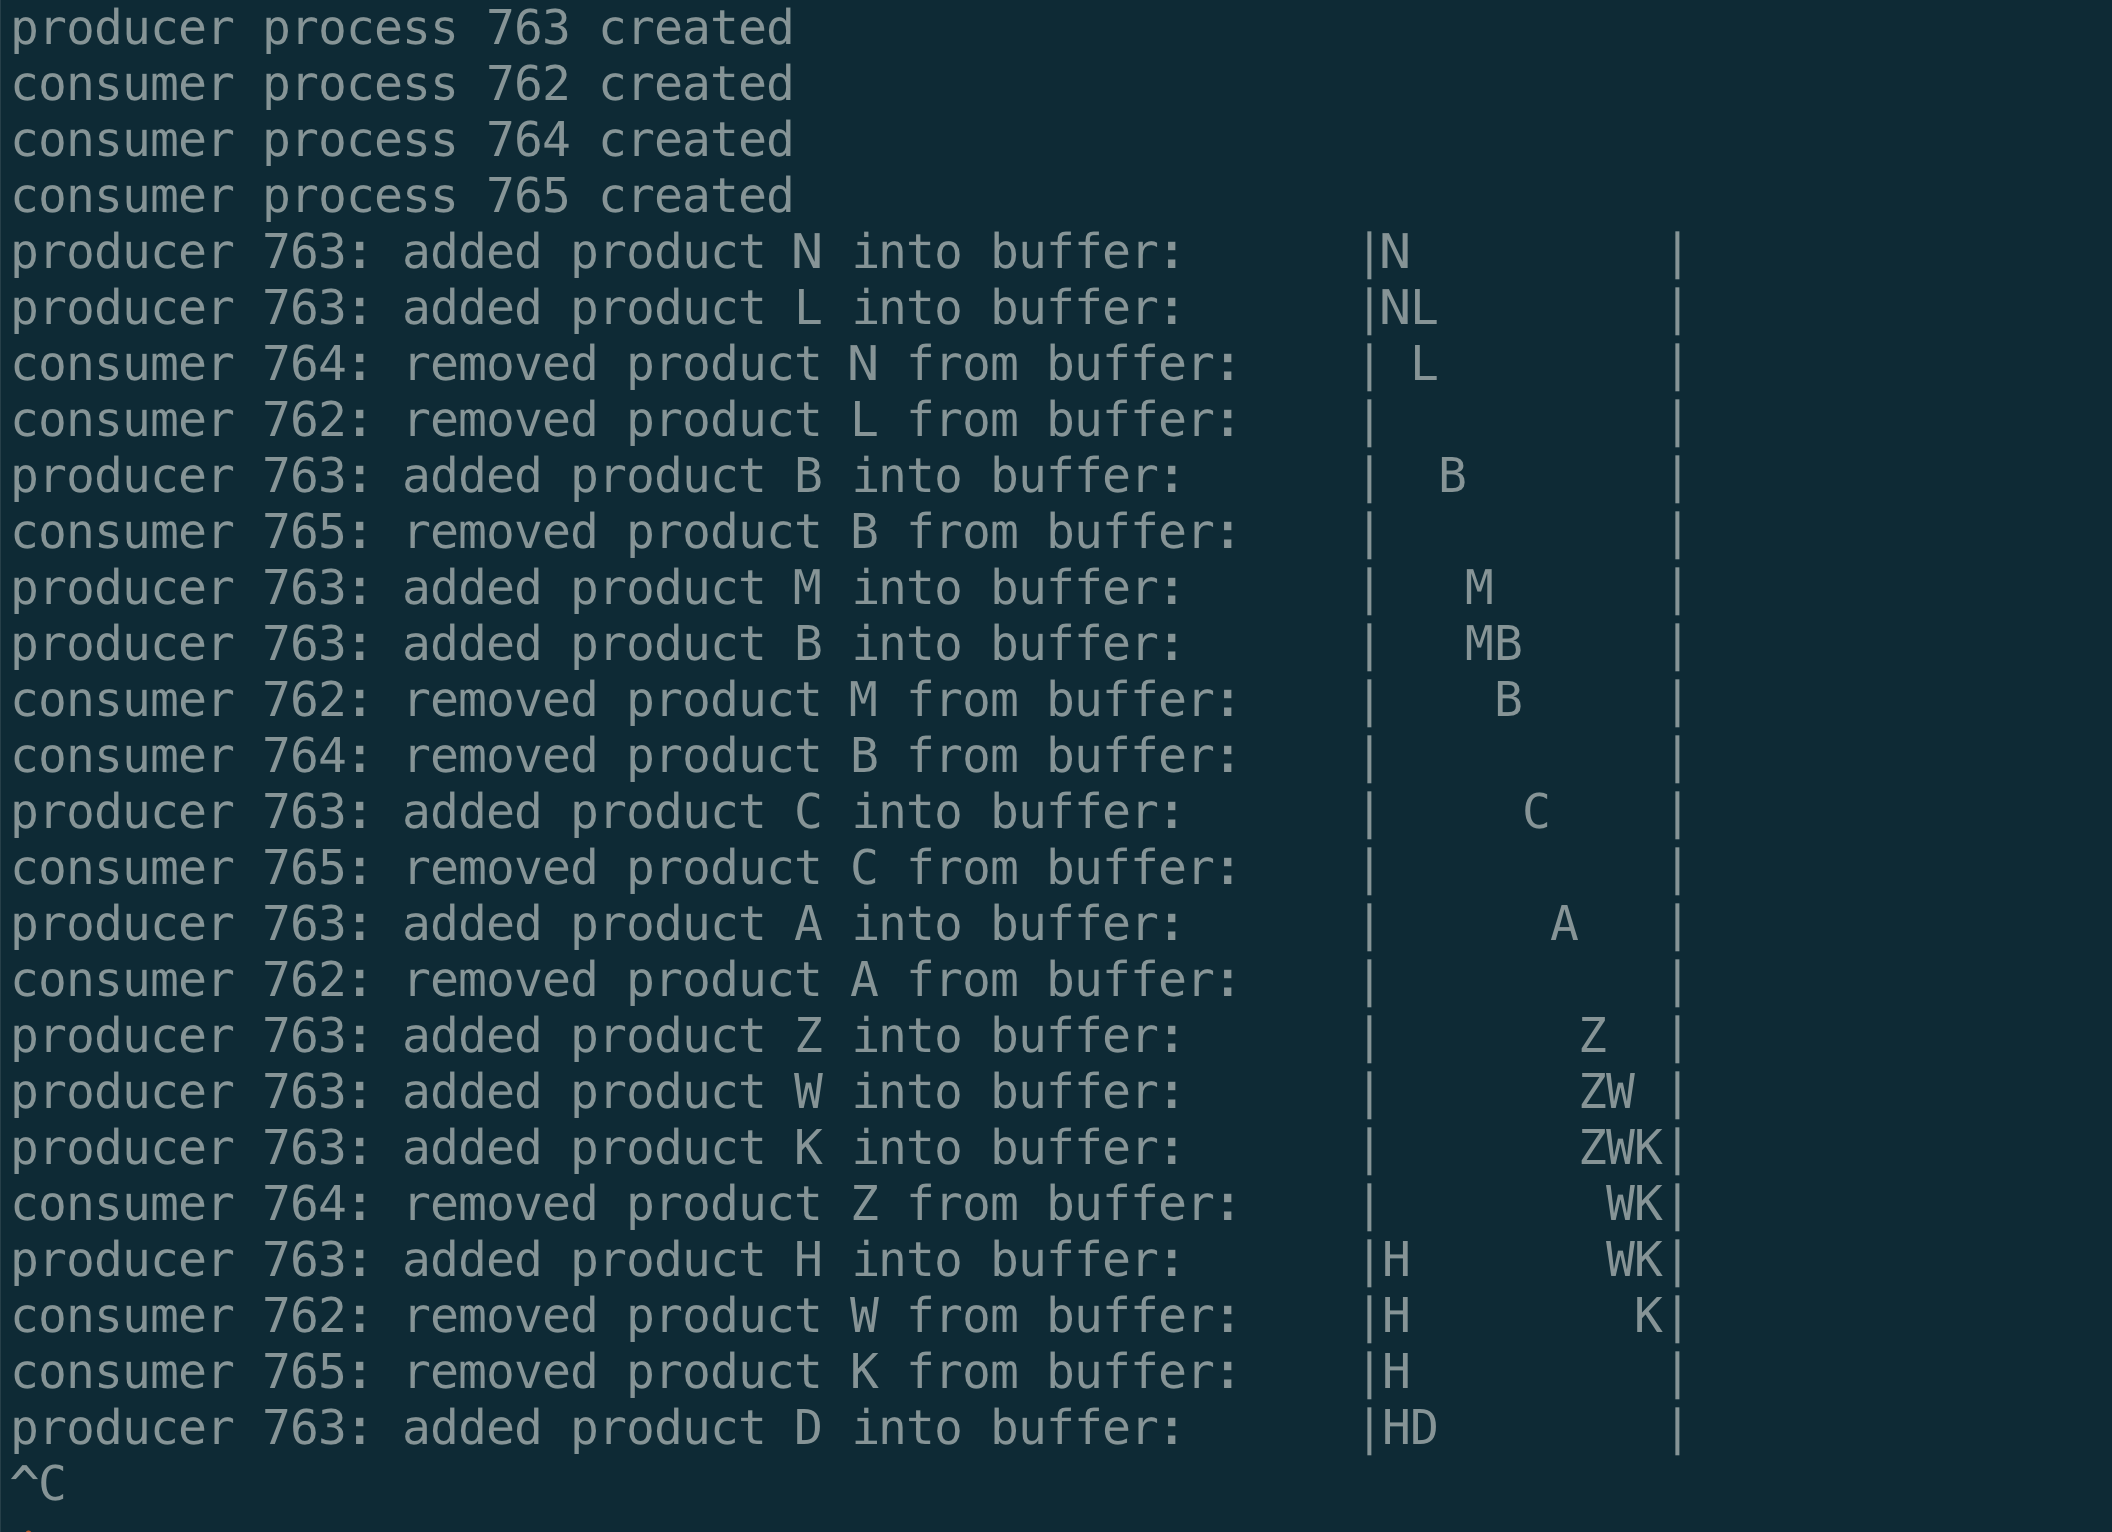 producer process 763 created
consumer process 762 created
consumer process 764 created
consumer process 765 created
producer 763: added product N into buffer:      |N         |
producer 763: added product L into buffer:      |NL        |
consumer 764: removed product N from buffer:    | L        |
consumer 762: removed product L from buffer:    |          |
producer 763: added product B into buffer:      |  B       |
consumer 765: removed product B from buffer:    |          |
producer 763: added product M into buffer:      |   M      |
producer 763: added product B into buffer:      |   MB     |
consumer 762: removed product M from buffer:    |    B     |
consumer 764: removed product B from buffer:    |          |
producer 763: added product C into buffer:      |     C    |
consumer 765: removed product C from buffer:    |          |
producer 763: added product A into buffer:      |      A   |
consumer 762: removed product A from buffer:    |          |
producer 763: added product Z into buffer:      |       Z  |
producer 763: added product W into buffer:      |       ZW |
producer 763: added product K into buffer:      |       ZWK|
consumer 764: removed product Z from buffer:    |        WK|
producer 763: added product H into buffer:      |H       WK|
consumer 762: removed product W from buffer:    |H        K|
consumer 765: removed product K from buffer:    |H         |
producer 763: added product D into buffer:      |HD        |
^C